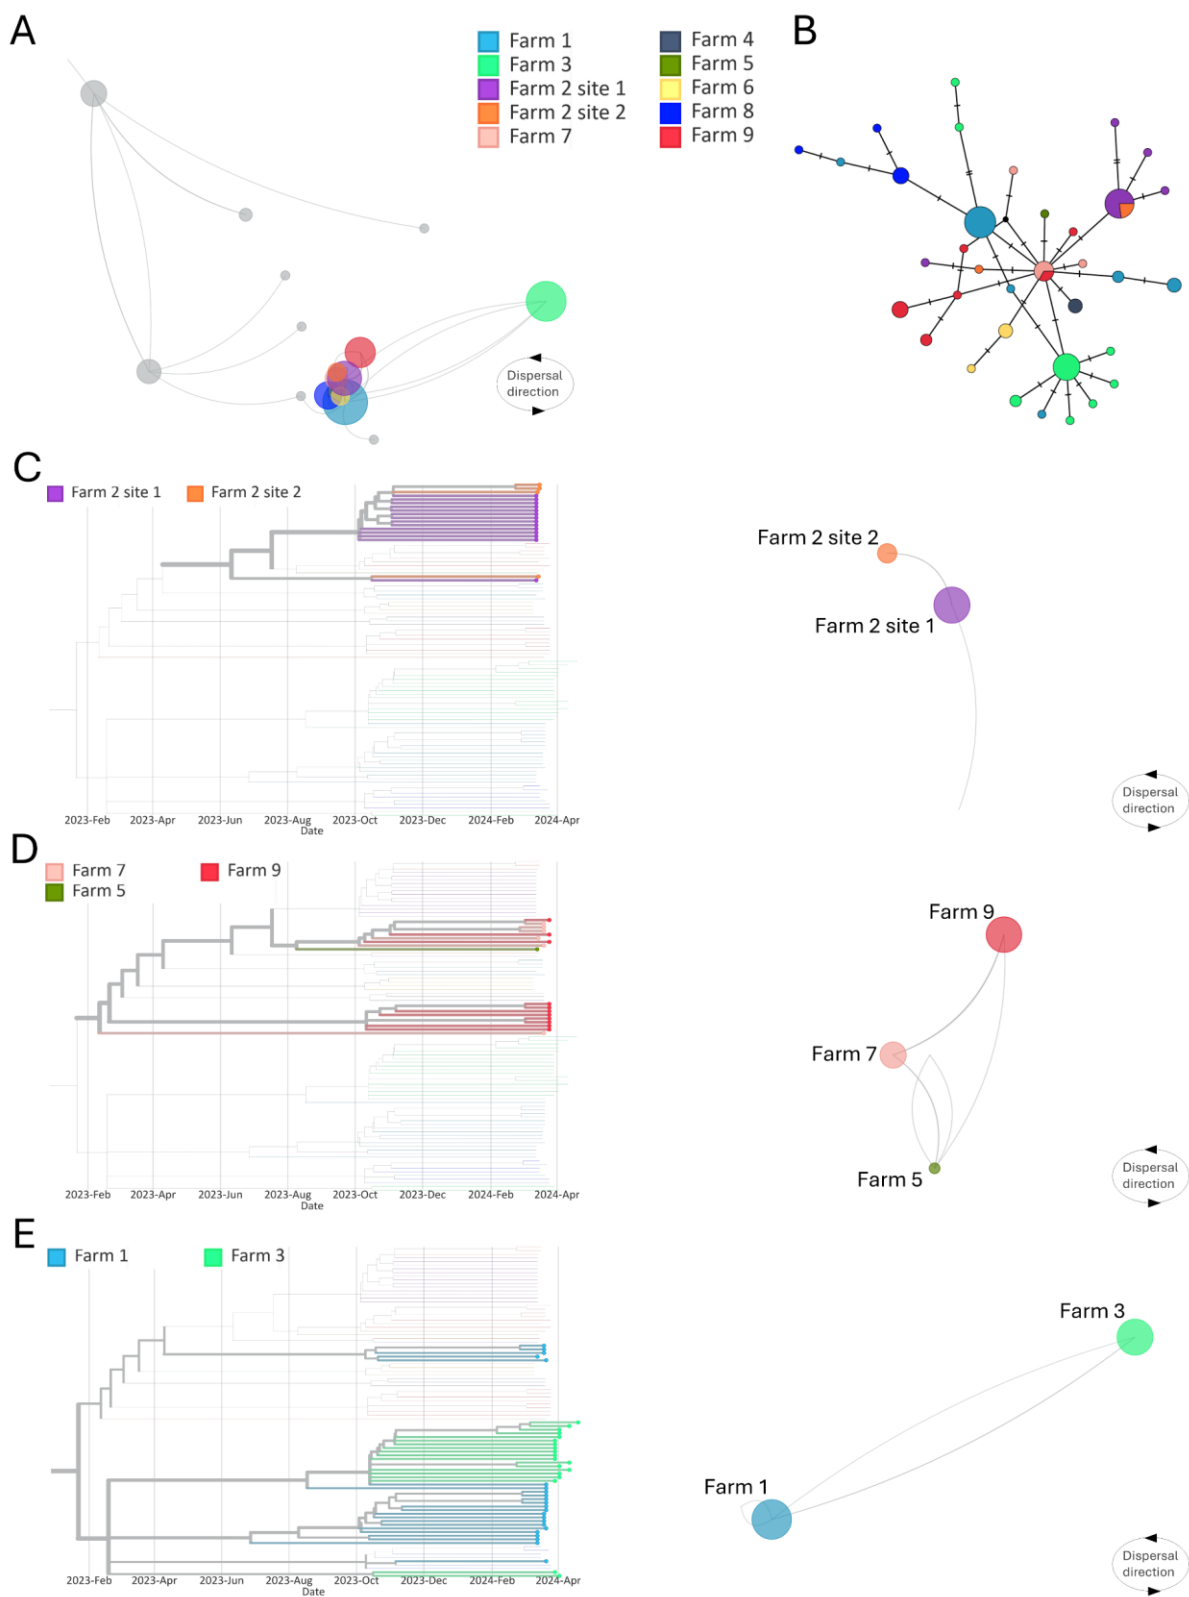 A
B
Farm 1
Farm 3
Farm 2 site 1
Farm 2 site 2
Farm 7
Farm 4
Farm 5
Farm 6
Farm 8
Farm 9
Dispersal
direction
C
Farm 2 site 1
Farm 2 site 2
2023-Feb 2023-Apr 2023-Jun 2023-Aug 2023-Oct 2023-Dec 2024-Feb 2024-Apr
Date
Farm 2 site 2
Farm 2 site 1
Dispersal
direction
D
Farm 7
Farm 9
Farm 5
2023-Feb 2023-Apr 2023-Jun 2023-Aug 2023-Oct 2023-Dec 2024-Feb 2024-Apr
Date
Farm 9
Farm 7
Farm 5
Dispersal
direction
E
Farm 1
Farm 3
2023-Feb 2023-Apr 2023-Jun 2023-Aug 2023-Oct 2023-Dec 2024-Feb 2024-Apr
Date
Farm 3
Farm 1
Dispersal
direction